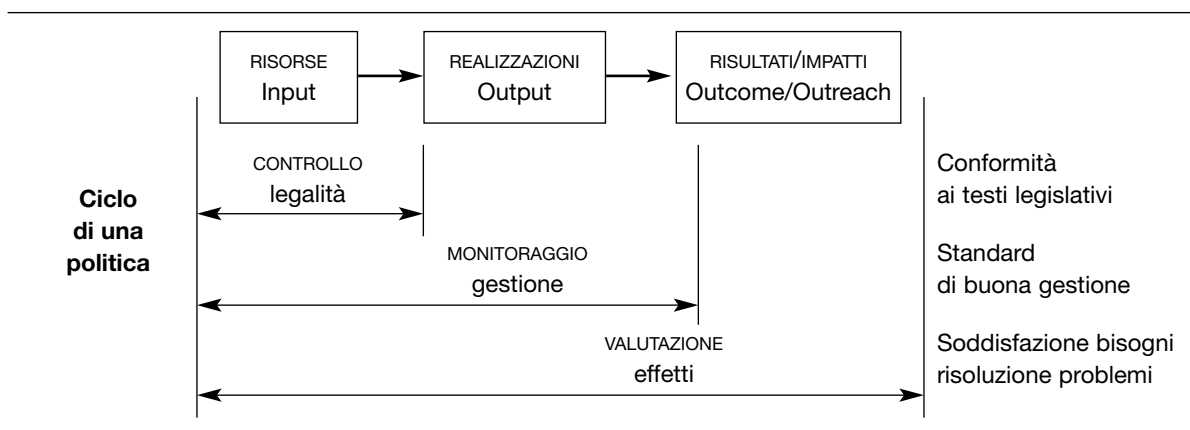 RISORSE
Input
REALIZZAZIONI
Output
RISULTATI/IMPATTI
Outcome/Outreach
Ciclo
di una
politica
CONTROLLO
legalità
Conformità
ai testi legislativi
MONITORAGGIO
gestione
Standard
di buona gestione
VALUTAZIONE
effetti
Soddisfazione bisogni
risoluzione problemi